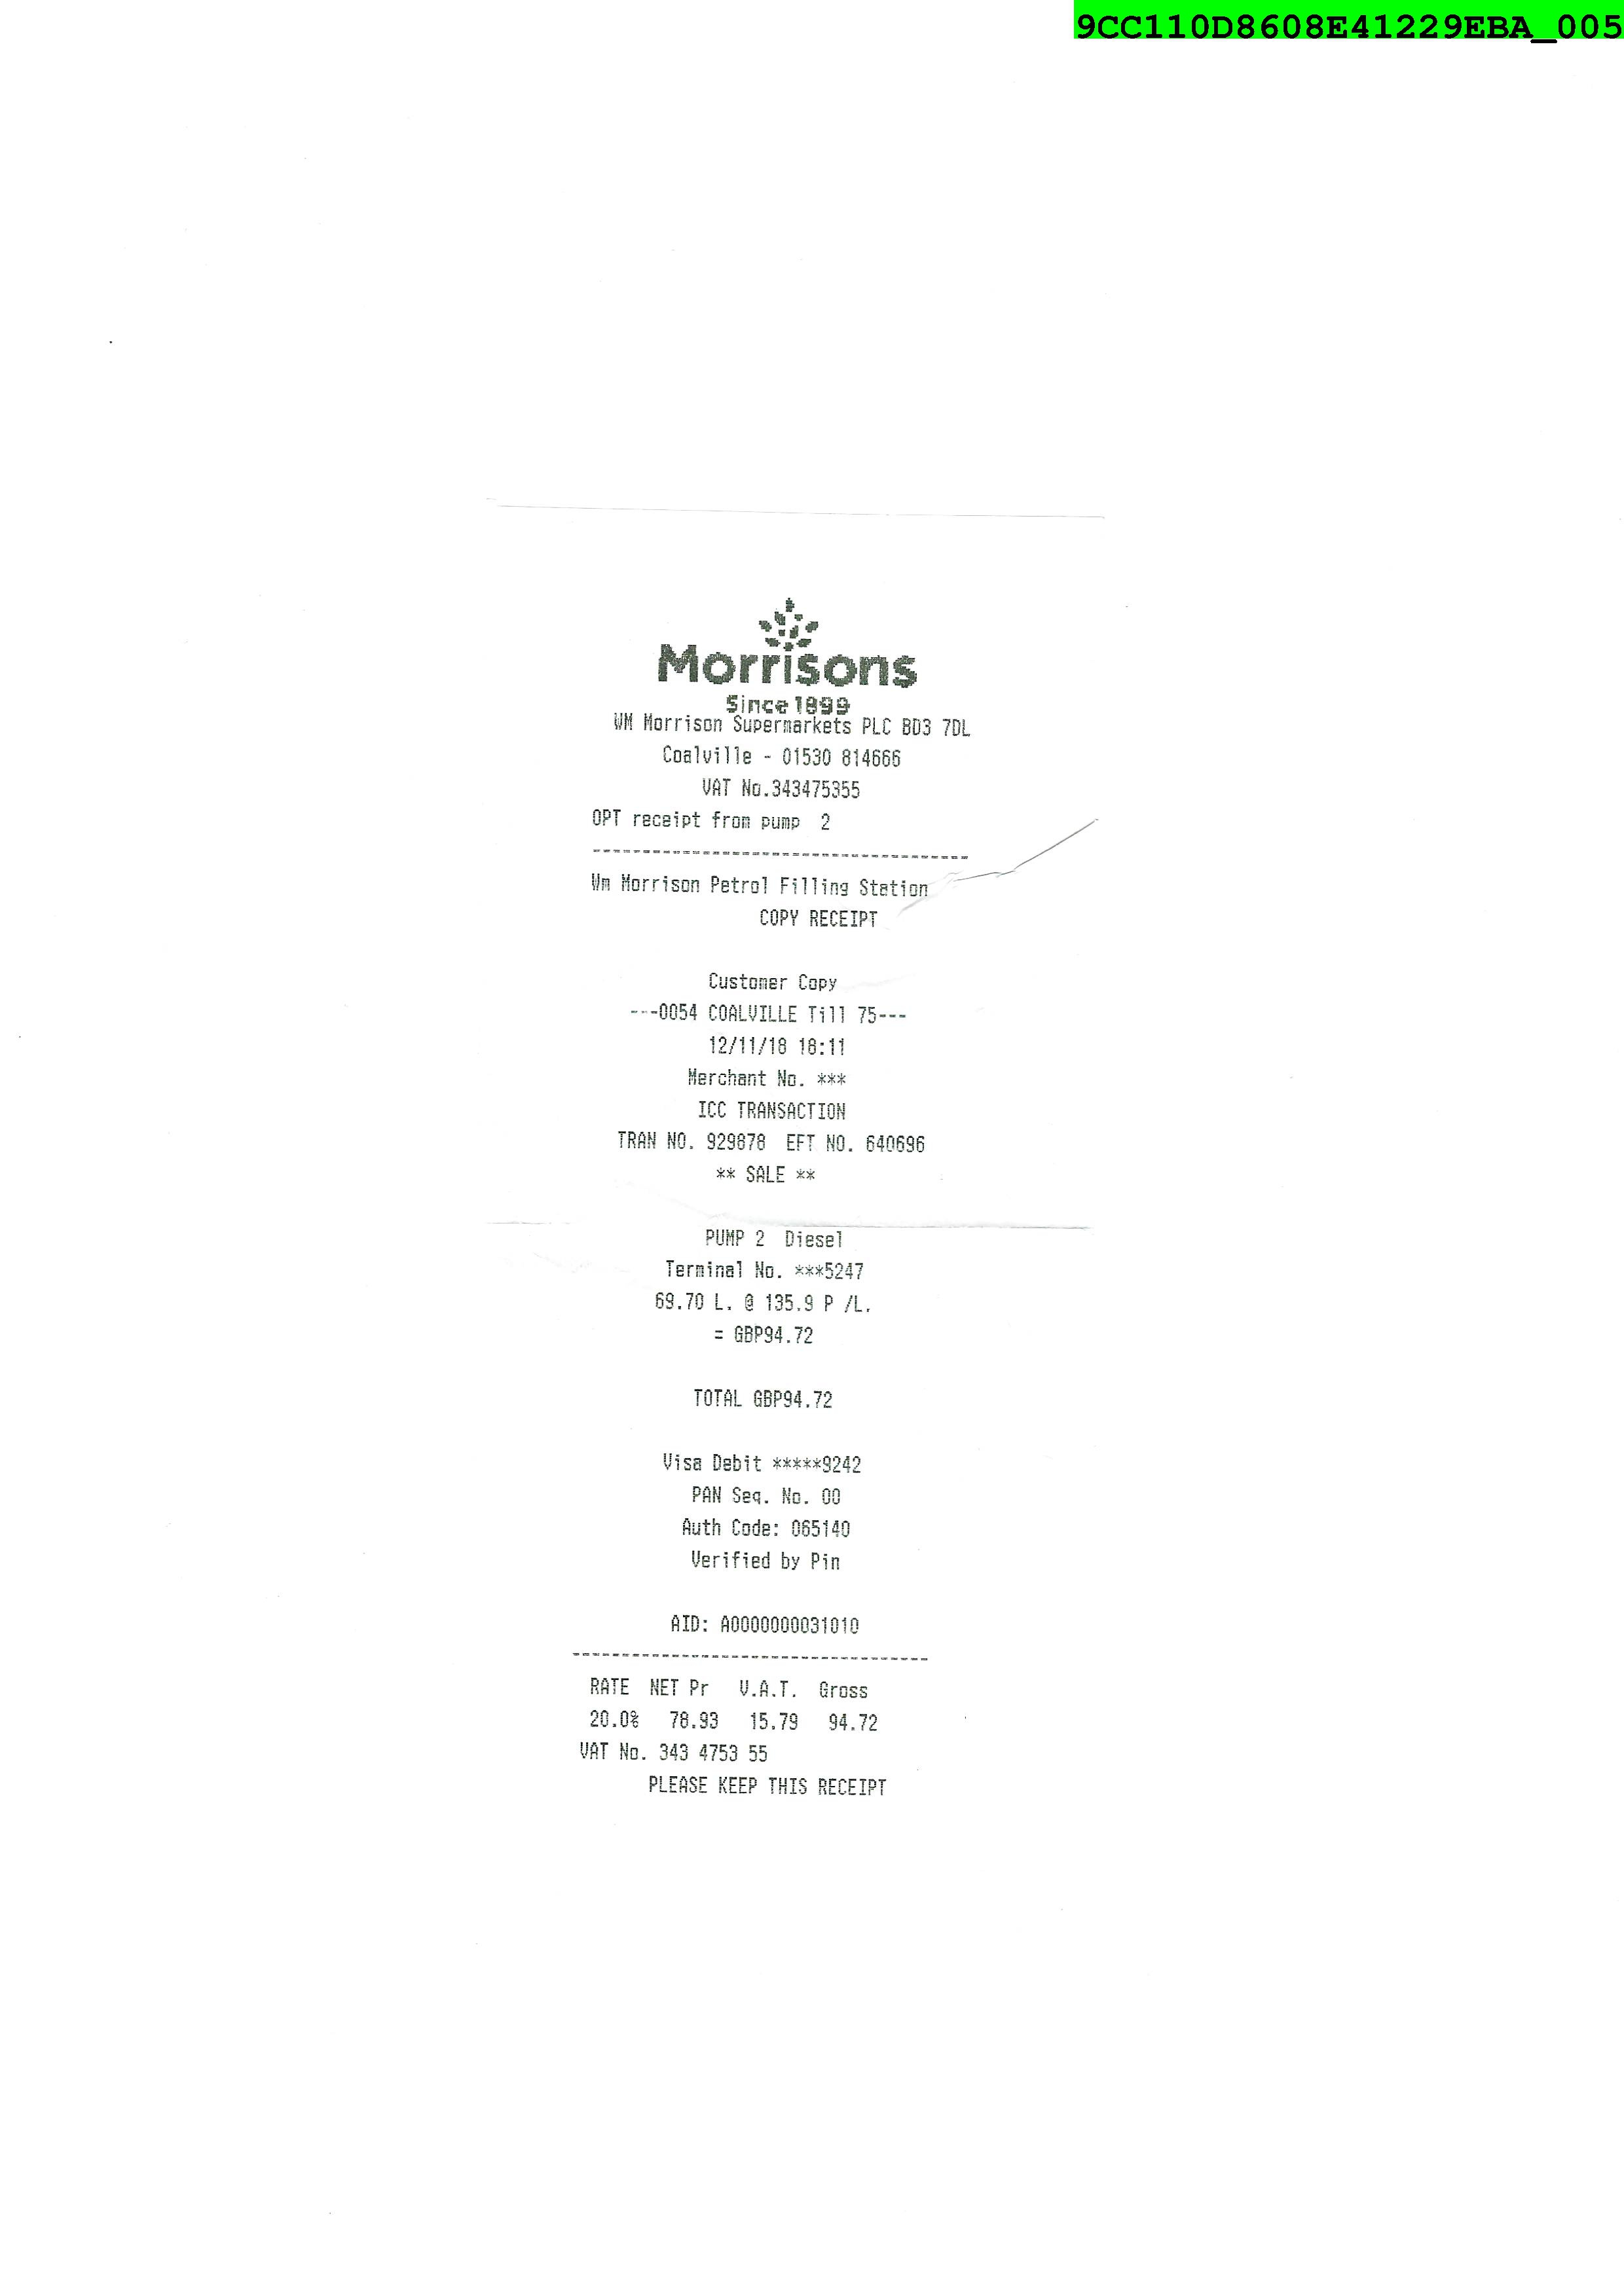 9CC110D8608E41229EBA_005
Morrisons
Since 1899
WM Morrison Supermarkets PLC BD3 7DL
Coalville - 01530 814666
VAT No.343475355
OPT receipt from pump 2
------------------------------------
Wm Morrison Petrol Filling Station
COPY RECEIPT
Customer Copy
---0054 COALVILLE Till 75---
12/11/18 18:11
Merchant No. ***
ICC TRANSACTION
TRAN NO. 929878 EFT NO. 640696
** SALE **
PUMP 2 Diesel
Terminal No. ***5247
69.70 L. @ 135.9 P /L.
= GBP94.72
TOTAL GBP94.72
Visa Debit *****9242
PAN Seq. No. 00
Auth Code: 065140
Verified by Pin
AID: A0000000031010
------------------------------------
RATE NET Pr V.A.T. Gross
20.0% 78.93 15.79 94.72
VAT No. 343 4753 55
PLEASE KEEP THIS RECEIPT